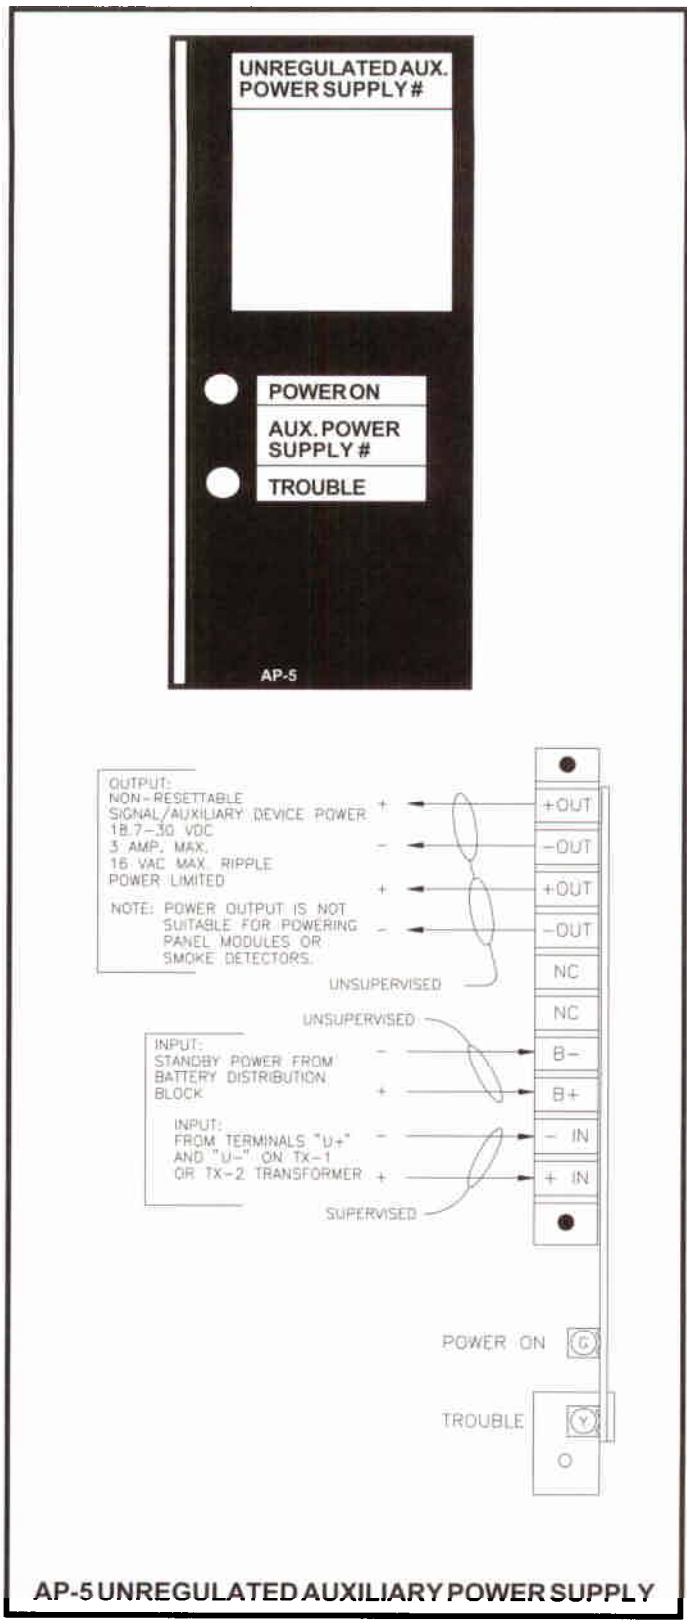 UNREGULATED AUX.
POWER SUPPLY #
POWER ON
AUX. POWER
SUPPLY #
TROUBLE
AP-5
OUTPUT:
NON-RESETTABLE
SIGNAL/AUXILIARY DEVICE POWER
18.7-30 VDC
3 AMP. MAX.
16 VAC MAX. RIPPLE
POWER LIMITED
NOTE: POWER OUTPUT IS NOT
SUITABLE FOR POWERING
PANEL MODULES OR
SMOKE DETECTORS.
+
-
+
-
+OUT
-OUT
+OUT
-OUT
NC
NC
B-
B+
- IN
+ IN
UNSUPERVISED
UNSUPERVISED
INPUT:
STANDBY POWER FROM
BATTERY DISTRIBUTION
BLOCK
-
+
INPUT:
FROM TERMINALS "U+"
AND "U-" ON TX-1
OR TX-2 TRANSFORMER
-
+
SUPERVISED
POWER ON G
TROUBLE Y
AP-5 UNREGULATED AUXILIARY POWER SUPPLY